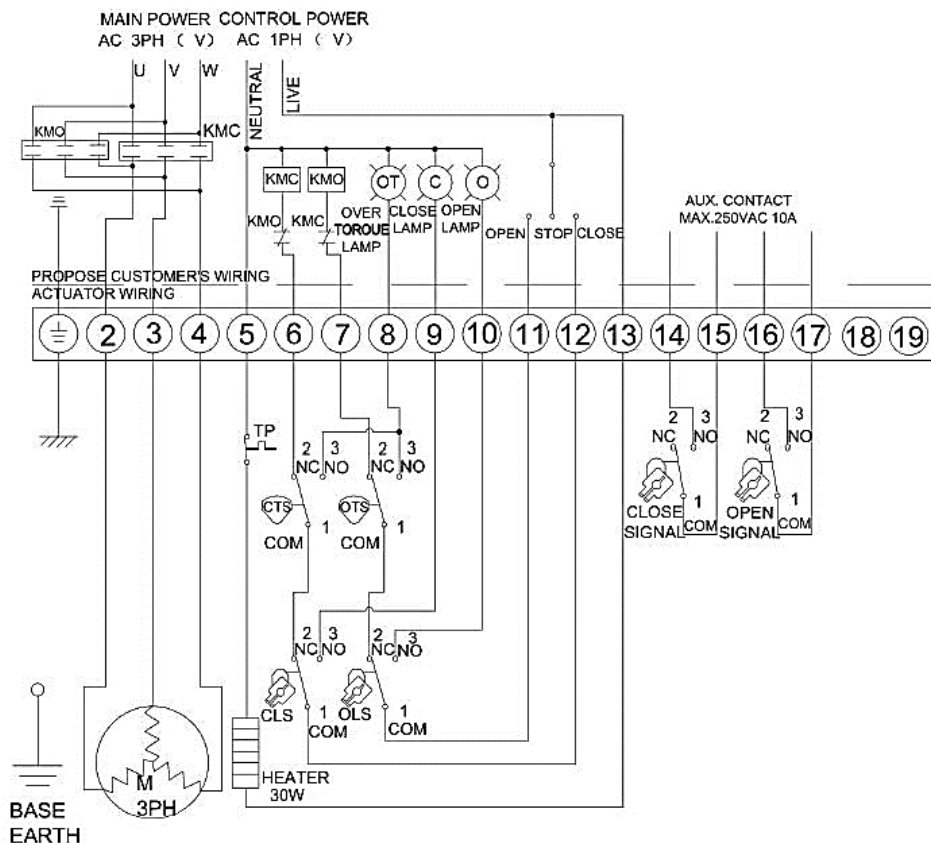 MAIN POWER CONTROL POWER
AC 3PH ( V) AC 1PH ( V)
U V W
NEUTRAL
LIVE
KMO
KMC
KMC KMO OT C O
KMO KMC
OVER TOROUE LAMP
CLOSE LAMP
OPEN LAMP
OPEN STOP CLOSE
AUX. CONTACT
MAX.250VAC 10A
PROPOSE CUSTOMER'S WIRING
ACTUATOR WIRING
2 3 4 5 6 7 8 9 10 11 12 13 14 15 16 17 18 19
TP
2 3 2 3
NC NO NC NO
CTS OTS
1 1
COM COM
2 3 2 3
NC NO NC NO
CLOSE SIGNAL
1
COM
OPEN SIGNAL
1
COM
2 3 2 3
NC NO NC NO
CLS OLS
1 1
COM COM
M
3PH
HEATER
30W
BASE
EARTH